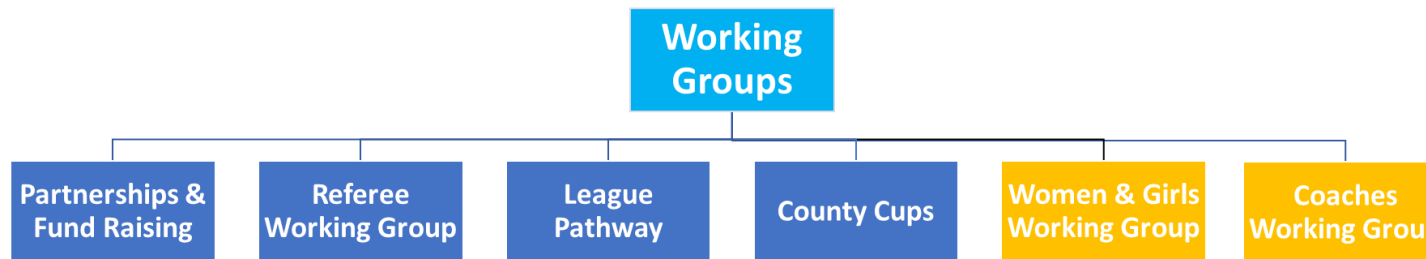 Working
Groups
Partnerships &
Fund Raising
Referee
Working Group
League
Pathway
County Cups
Women & Girls
Working Group
Coaches
Working Grou